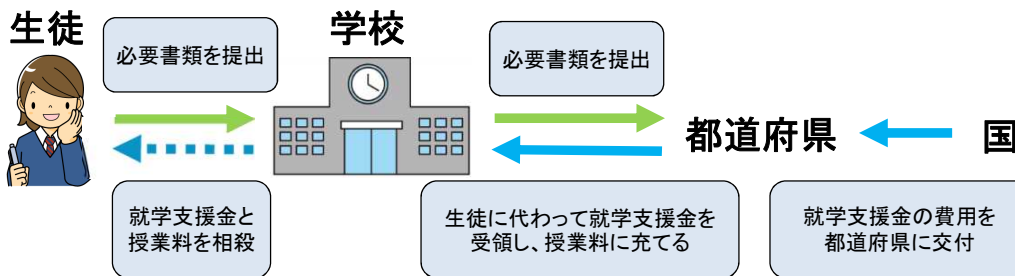 生徒
必要書類を提出
学校
必要書類を提出
都道府県
国
就学支援金と
授業料を相殺
生徒に代わって就学支援金を
受領し、授業料に充てる
就学支援金の費用を
都道府県に交付